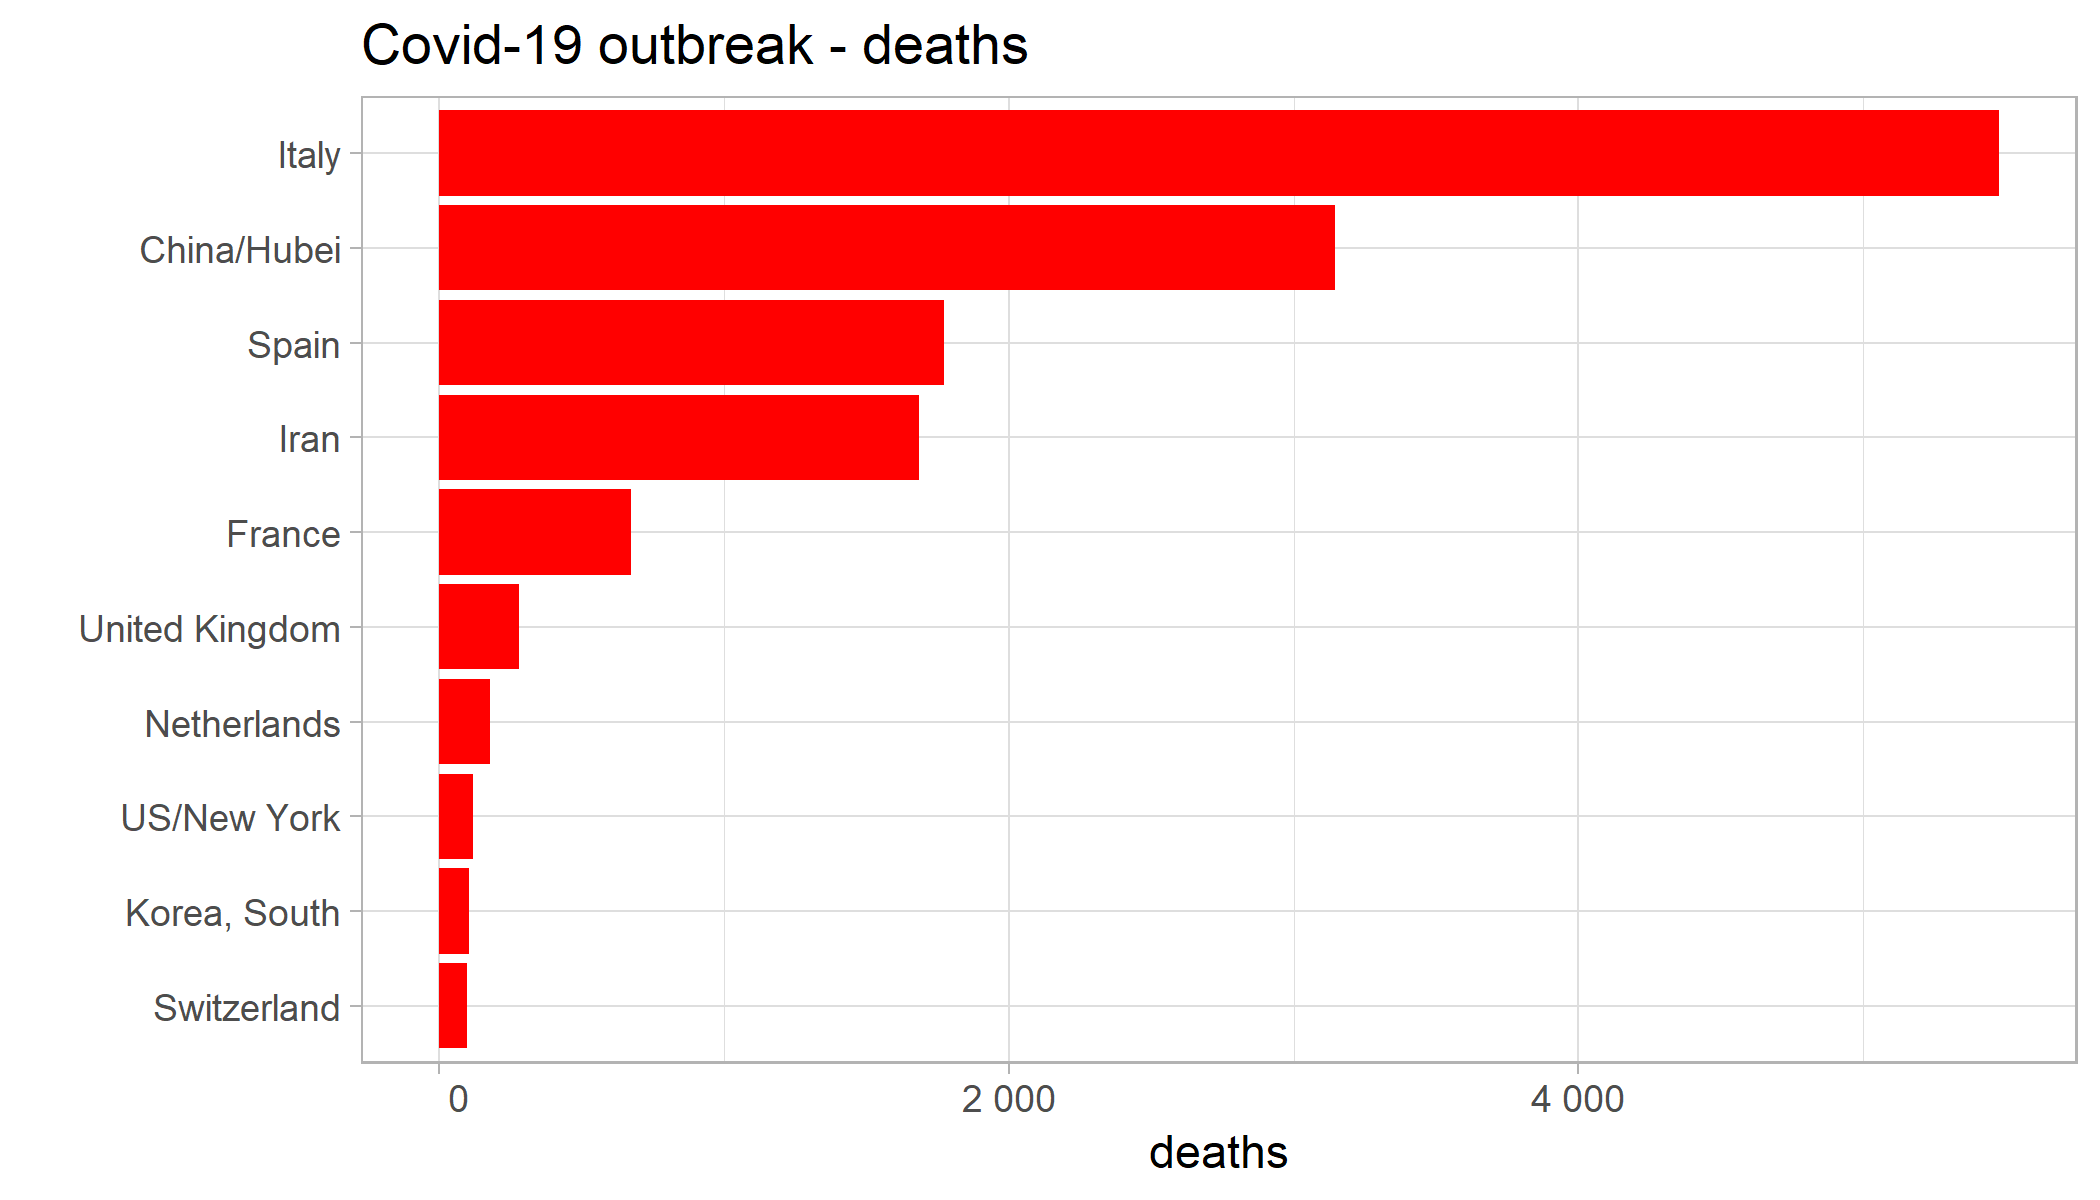 Covid-19 outbreak - deaths
Italy
China/Hubei
Spain
Iran
France
United Kingdom
Netherlands
US/New York
Korea, South
Switzerland
0 2 000 4 000
deaths